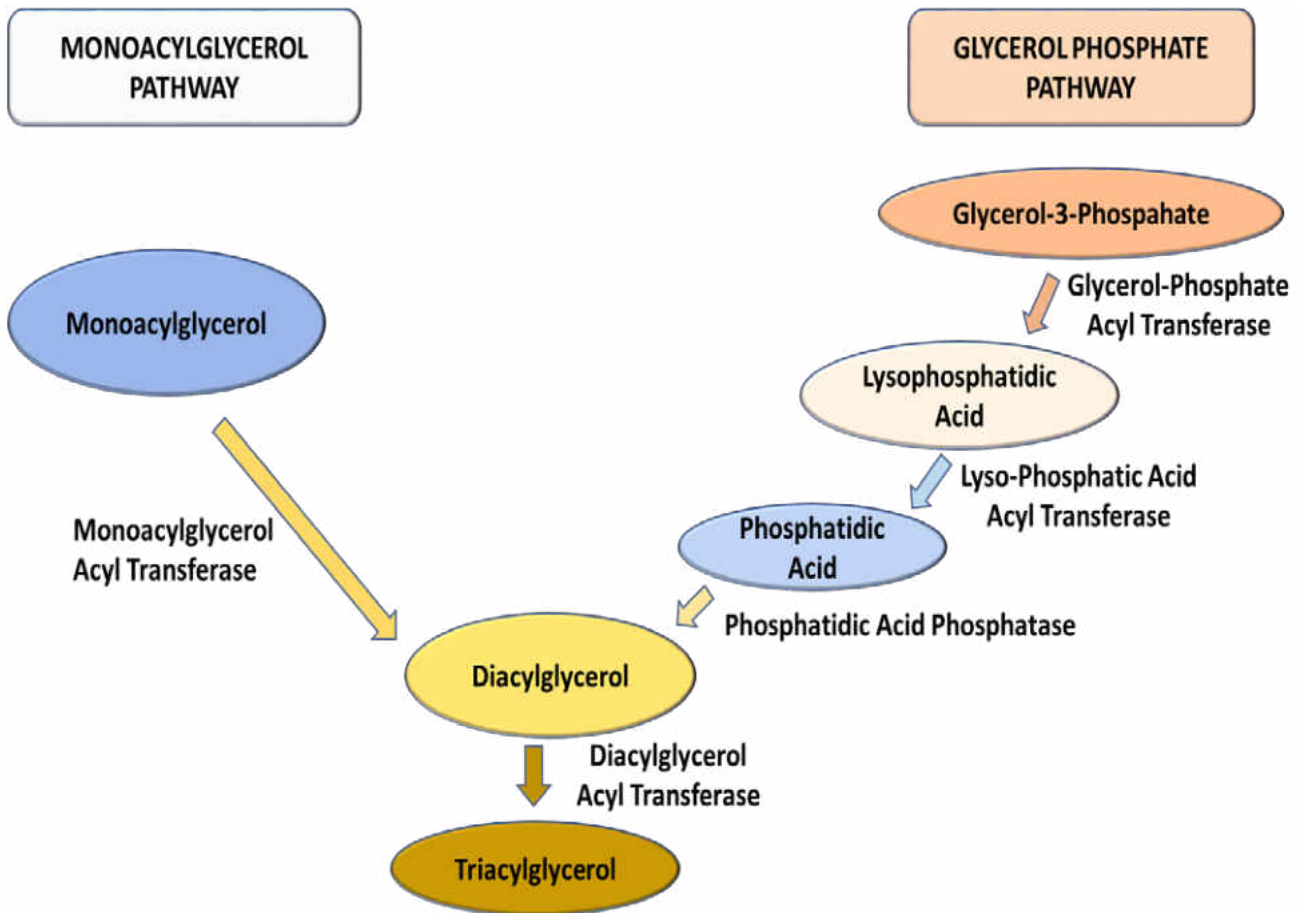 MONOACYLGLYCEROL
PATHWAY
GLYCEROL PHOSPHATE
PATHWAY
Glycerol-3-Phospahate
Glycerol-Phosphate
Acyl Transferase
Monoacylglycerol
Lysophosphatidic
Acid
Lyso-Phosphatic Acid
Acyl Transferase
Monoacylglycerol
Acyl Transferase
Phosphatidic
Acid
Phosphatidic Acid Phosphatase
Diacylglycerol
Diacylglycerol
Acyl Transferase
Triacylglycerol